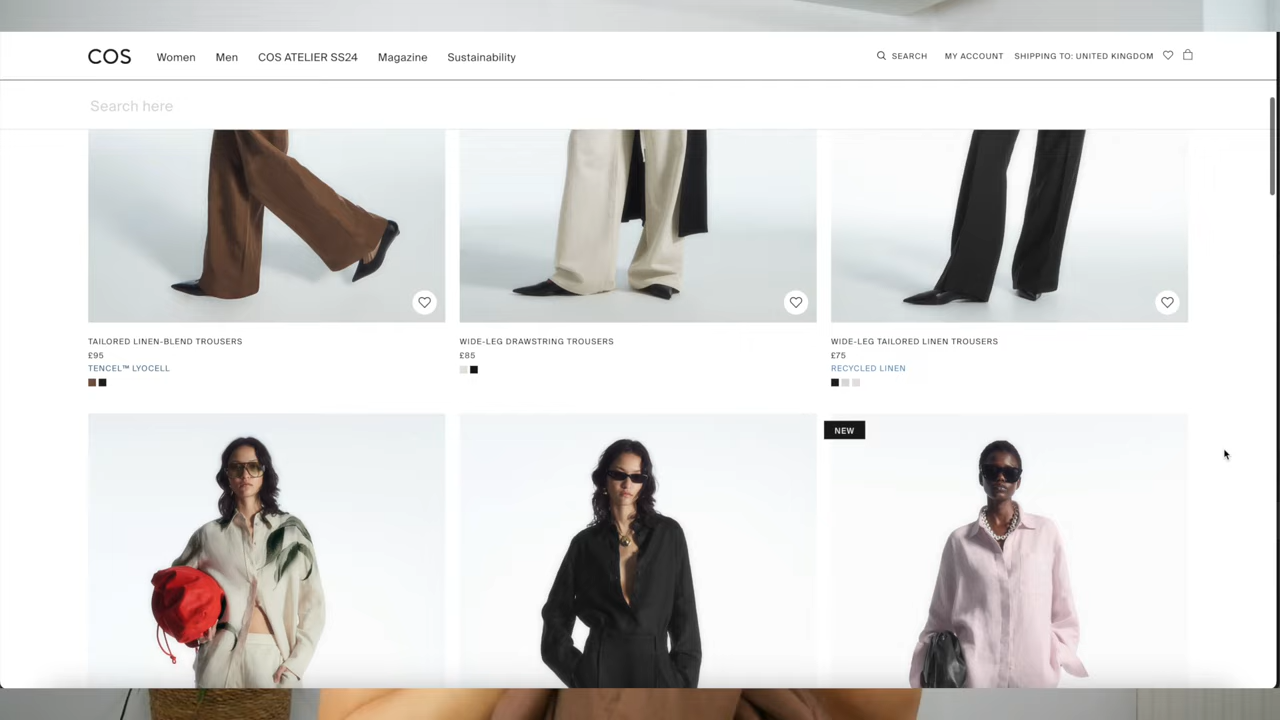 COS Women Men COS ATELIER SS24 Magazine Sustainability SEARCH MY ACCOUNT SHIPPING TO: UNITED KINGDOM
Search here
TAILORED LINEN-BLEND TROUSERS
£95
TENCEL™ LYOCELL
WIDE-LEG DRAWSTRING TROUSERS
£85
WIDE-LEG TAILORED LINEN TROUSERS
£75
RECYCLED LINEN
NEW